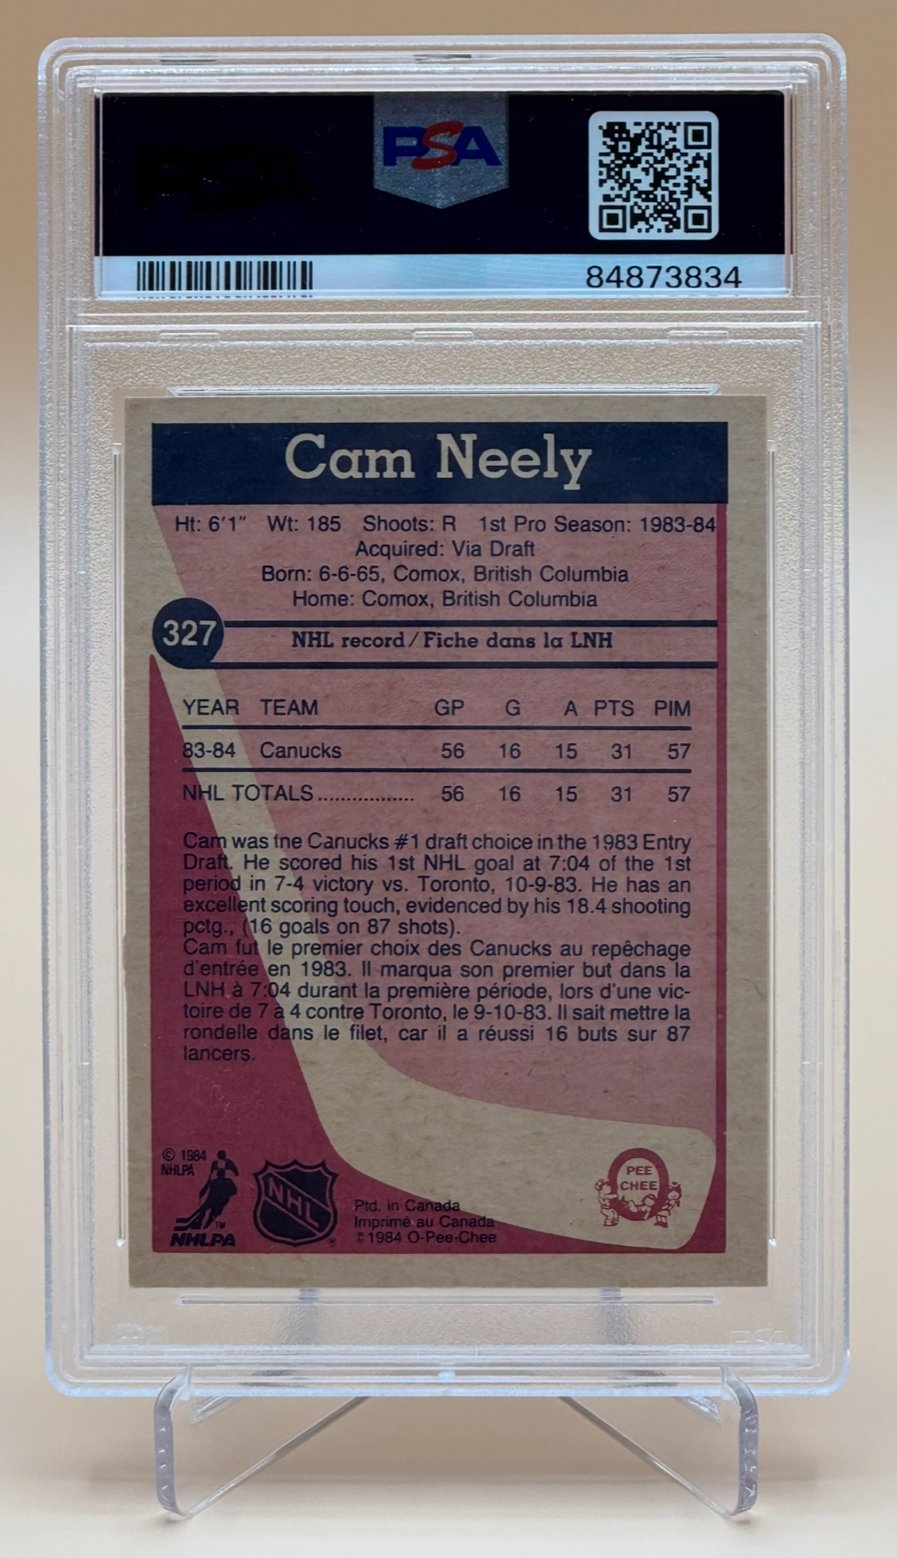 PSA
84873834
Cam Neely
Ht: 6'1" Wt: 185 Shoots: R 1st Pro Season: 1983-84
Acquired: Via Draft
Born: 6-6-65, Comox, British Columbia
Home: Comox, British Columbia
327
NHL record/Fiche dans la LNH
YEAR TEAM GP G A PTS PIM
83-84 Canucks 56 16 15 31 57
NHL TOTALS ................ 56 16 15 31 57
Cam was the Canucks #1 draft choice in the 1983 Entry
Draft. He scored his 1st NHL goal at 7:04 of the 1st
period in 7-4 victory vs. Toronto, 10-9-83. He has an
excellent scoring touch, evidenced by his 18.4 shooting
pctg., (16 goals on 87 shots).
Cam fut le premier choix des Canucks au repêchage
d'entrée en 1983. Il marqua son premier but dans la
LNH à 7:04 durant la première période, lors d'une vic-
toire de 7 à 4 contre Toronto, le 9-10-83. Il sait mettre la
rondelle dans le filet, car il a réussi 16 buts sur 87
lancers.
© 1984
NHLPA
TM
NHLPA
NHL
Ptd. in Canada
Imprimé au Canada
© 1984 O-Pee-Chee
O
PEE
CHEE
PSA